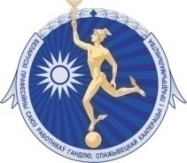 БЕЛАРУСКІ ПРАФЕСІЙНЫ САЮЗ РАБОТНІКАЎ ГАНДЛЮ, СПАЖЫВЕЦКАЙ КААПЕРАЦЫІ І ПРАДПРЫМАЛЬНІЦТВА